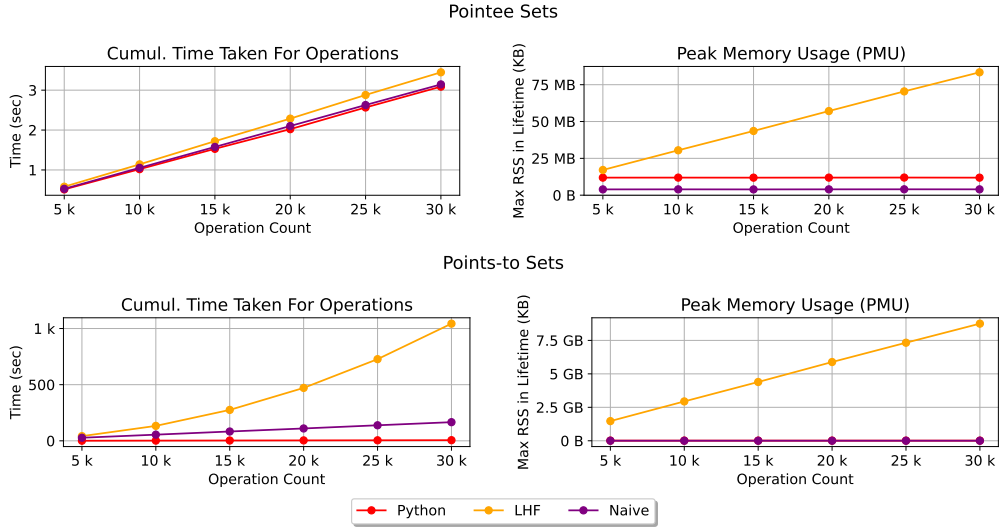 Pointee Sets
Cumul. Time Taken For Operations
Time (sec)
3
2
1
5 k 10 k 15 k 20 k 25 k 30 k
Operation Count
Peak Memory Usage (PMU)
Max RSS in Lifetime (KB)
75 MB
50 MB
25 MB
0 B
5 k 10 k 15 k 20 k 25 k 30 k
Operation Count
Points-to Sets
Cumul. Time Taken For Operations
Time (sec)
1 k
500
0
5 k 10 k 15 k 20 k 25 k 30 k
Operation Count
Peak Memory Usage (PMU)
Max RSS in Lifetime (KB)
7.5 GB
5 GB
2.5 GB
0 B
5 k 10 k 15 k 20 k 25 k 30 k
Operation Count
Python LHF Naive